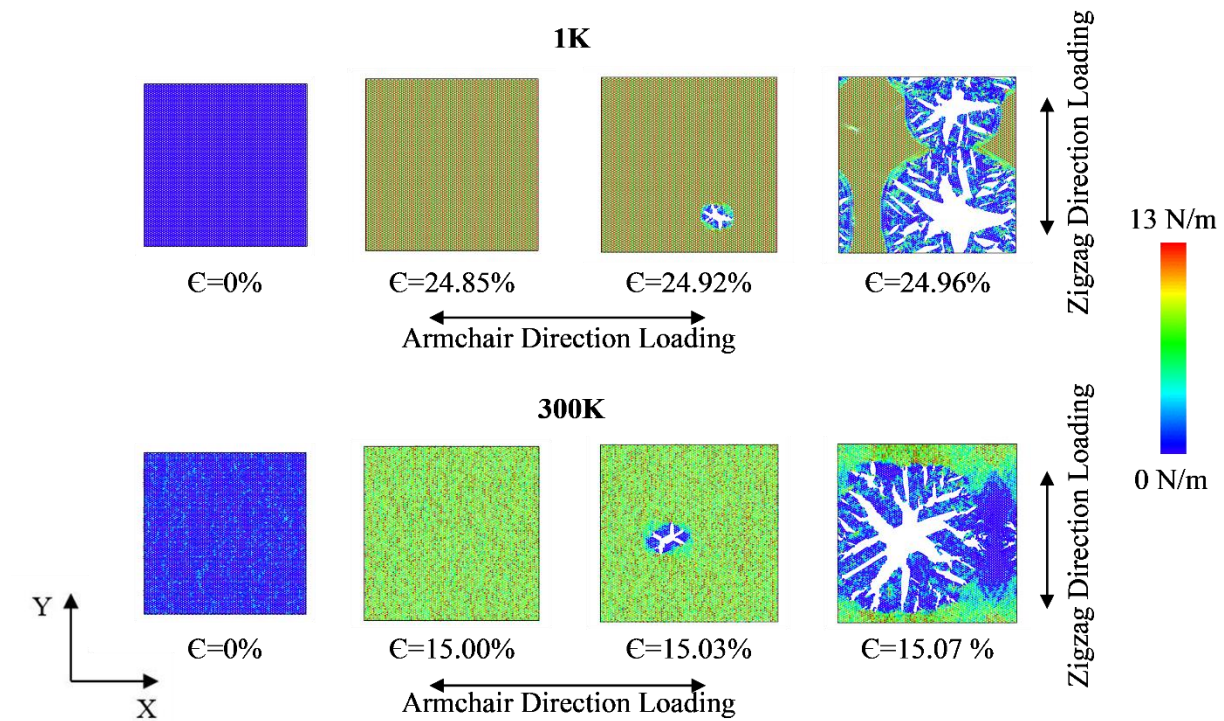 1K
Zigzag Direction Loading
Є=0%
Є=24.85%
Є=24.92%
Є=24.96%
Armchair Direction Loading
13 N/m
0 N/m
300K
Zigzag Direction Loading
Y
X
Є=0%
Є=15.00%
Є=15.03%
Є=15.07 %
Armchair Direction Loading